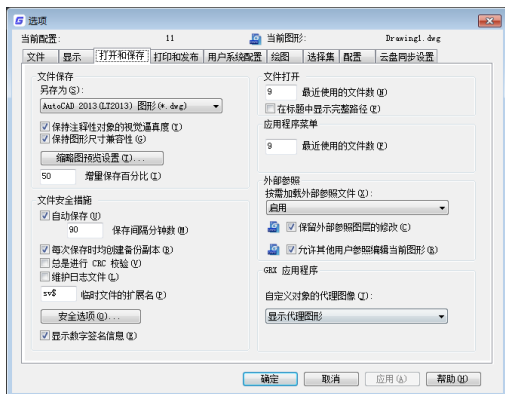 选项
当前配置: 11 当前图形: Drawing1.dwg
文件 显示 打开和保存 打印和发布 用户系统配置 绘图 选择集 配置 云盘同步设置
文件保存
另存为(S):
AutoCAD 2013(LT2013) 图形(*.dwg)
保持注释性对象的视觉逼真度(I)
保持图形尺寸兼容性(G)
缩略图预览设置(T)...
50 增量保存百分比(I)
文件安全措施
自动保存(U)
90 保存间隔分钟数(M)
每次保存时均创建备份副本(B)
总是进行 CRC 校验(V)
维护日志文件(L)
sv$ 临时文件的扩展名(P)
安全选项(O)...
显示数字签名信息(E)
文件打开
9 最近使用的文件数(N)
在标题中显示完整路径(F)
应用程序菜单
9 最近使用的文件数(P)
外部参照
按需加载外部参照文件(X):
启用
保留外部参照图层的修改(C)
允许其他用户参照编辑当前图形(R)
GRX 应用程序
自定义对象的代理图像(J):
显示代理图形
确定 取消 应用(A) 帮助(H)